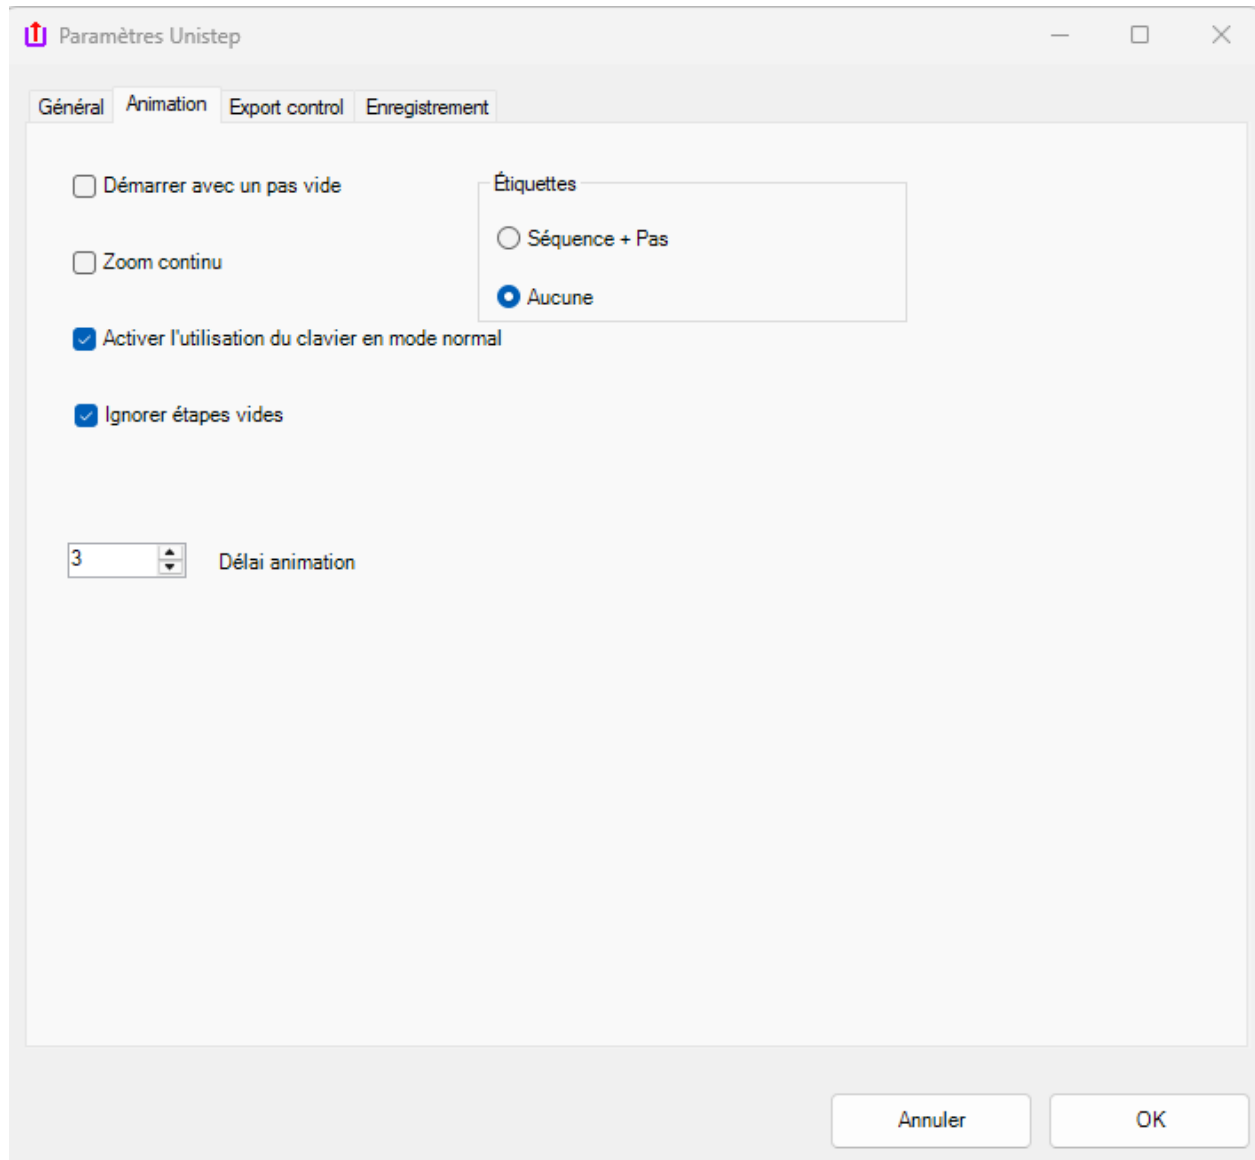 Paramètres Unistep
Général Animation Export control Enregistrement
Démarrer avec un pas vide
Étiquettes
Séquence + Pas
Zoom continu
Aucune
Activer l'utilisation du clavier en mode normal
Ignorer étapes vides
3 Délai animation
Annuler OK